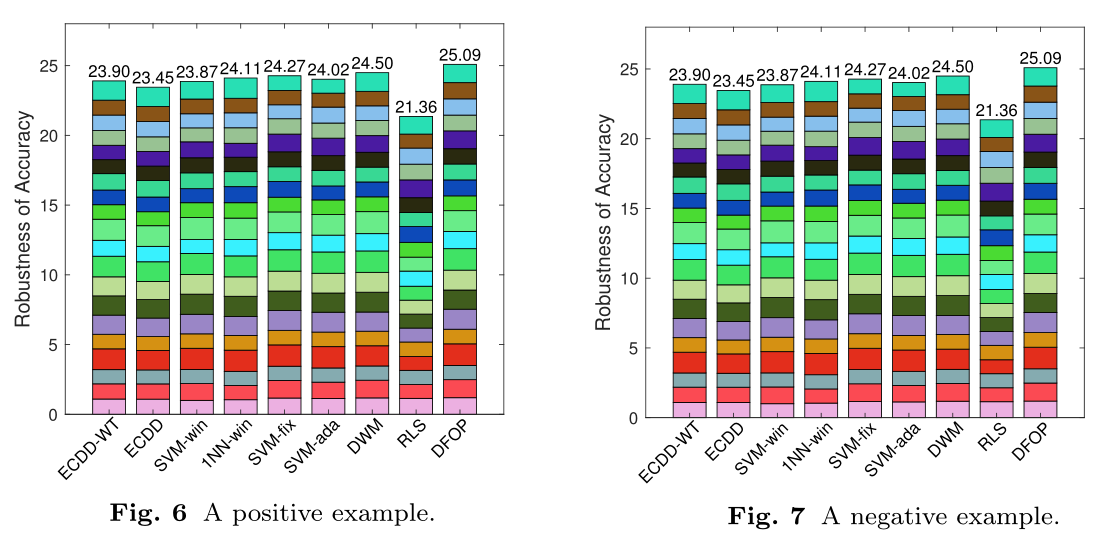 Robustness of Accuracy
25
20
15
10
5
0
23.90 23.45 23.87 24.11 24.27 24.02 24.50 21.36 25.09
ECDD-WT ECDD SVM-win 1NN-win SVM-fix SVM-ada DWM RLS DFOP
Fig. 6 A positive example.
Robustness of Accuracy
25
20
15
10
5
0
23.90 23.45 23.87 24.11 24.27 24.02 24.50 21.36 25.09
ECDD-WT ECDD SVM-win 1NN-win SVM-fix SVM-ada DWM RLS DFOP
Fig. 7 A negative example.